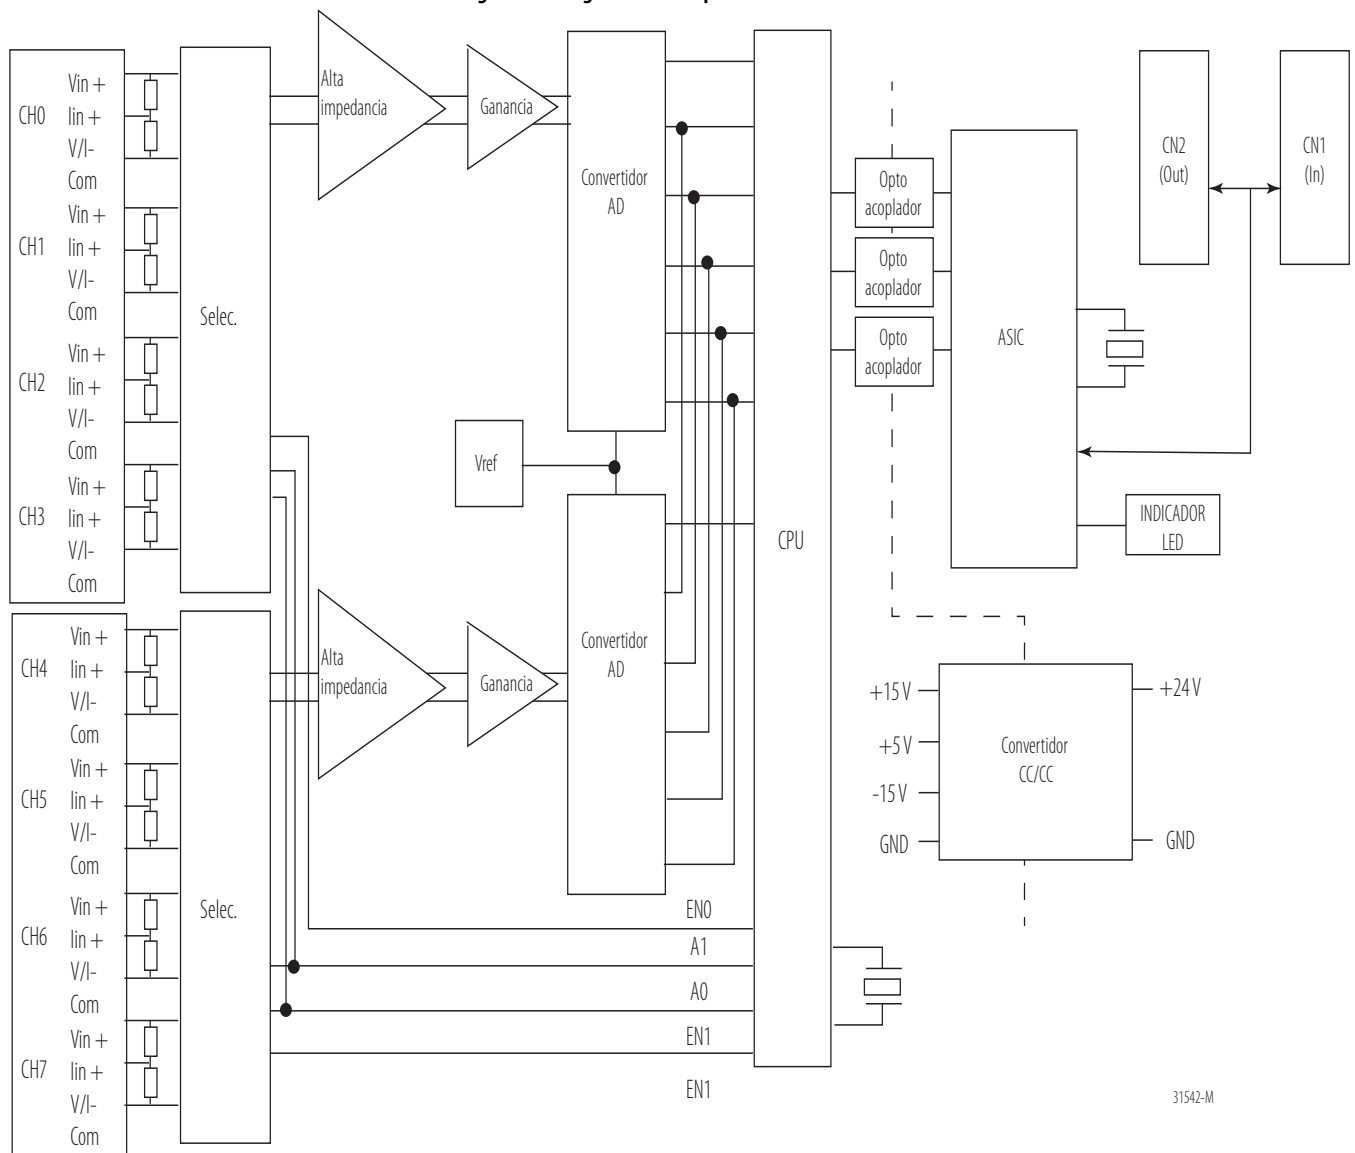 CH0
Vin +
Iin +
V/I-
Com
CH1
Vin +
Iin +
V/I-
Com
CH2
Vin +
Iin +
V/I-
Com
CH3
Vin +
Iin +
V/I-
Com
CH4
Vin +
Iin +
V/I-
Com
CH5
Vin +
Iin +
V/I-
Com
CH6
Vin +
Iin +
V/I-
Com
CH7
Vin +
Iin +
V/I-
Com
Selec.
Selec.
Alta
impedancia
Ganancia
Convertidor
AD
Vref
Alta
impedancia
Ganancia
Convertidor
AD
EN0
A1
A0
EN1
EN1
CPU
Opto
acoplador
Opto
acoplador
Opto
acoplador
ASIC
CN2
(Out)
CN1
(In)
INDICADOR
LED
+15 V
+5 V
-15 V
GND
Convertidor
CC/CC
+24 V
GND
31542-M